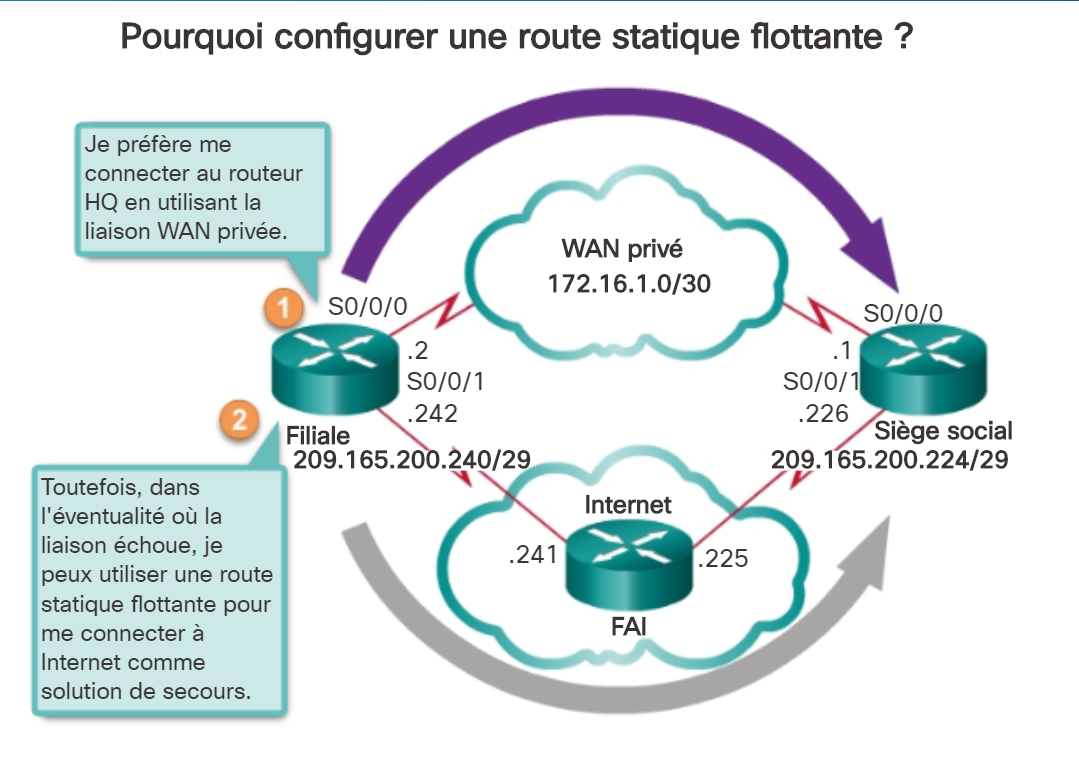 Pourquoi configurer une route statique flottante ?
Je préfère me
connecter au routeur
HQ en utilisant la
liaison WAN privée.
WAN privé
172.16.1.0/30
1
S0/0/0
S0/0/0
.2
.1
S0/0/1
S0/0/1
.242
.226
2
Filiale
Siège social
209.165.200.240/29
209.165.200.224/29
Toutefois, dans
l'éventualité où la
liaison échoue, je
peux utiliser une route
statique flottante pour
me connecter à
Internet comme
solution de secours.
Internet
.241
.225
FAI